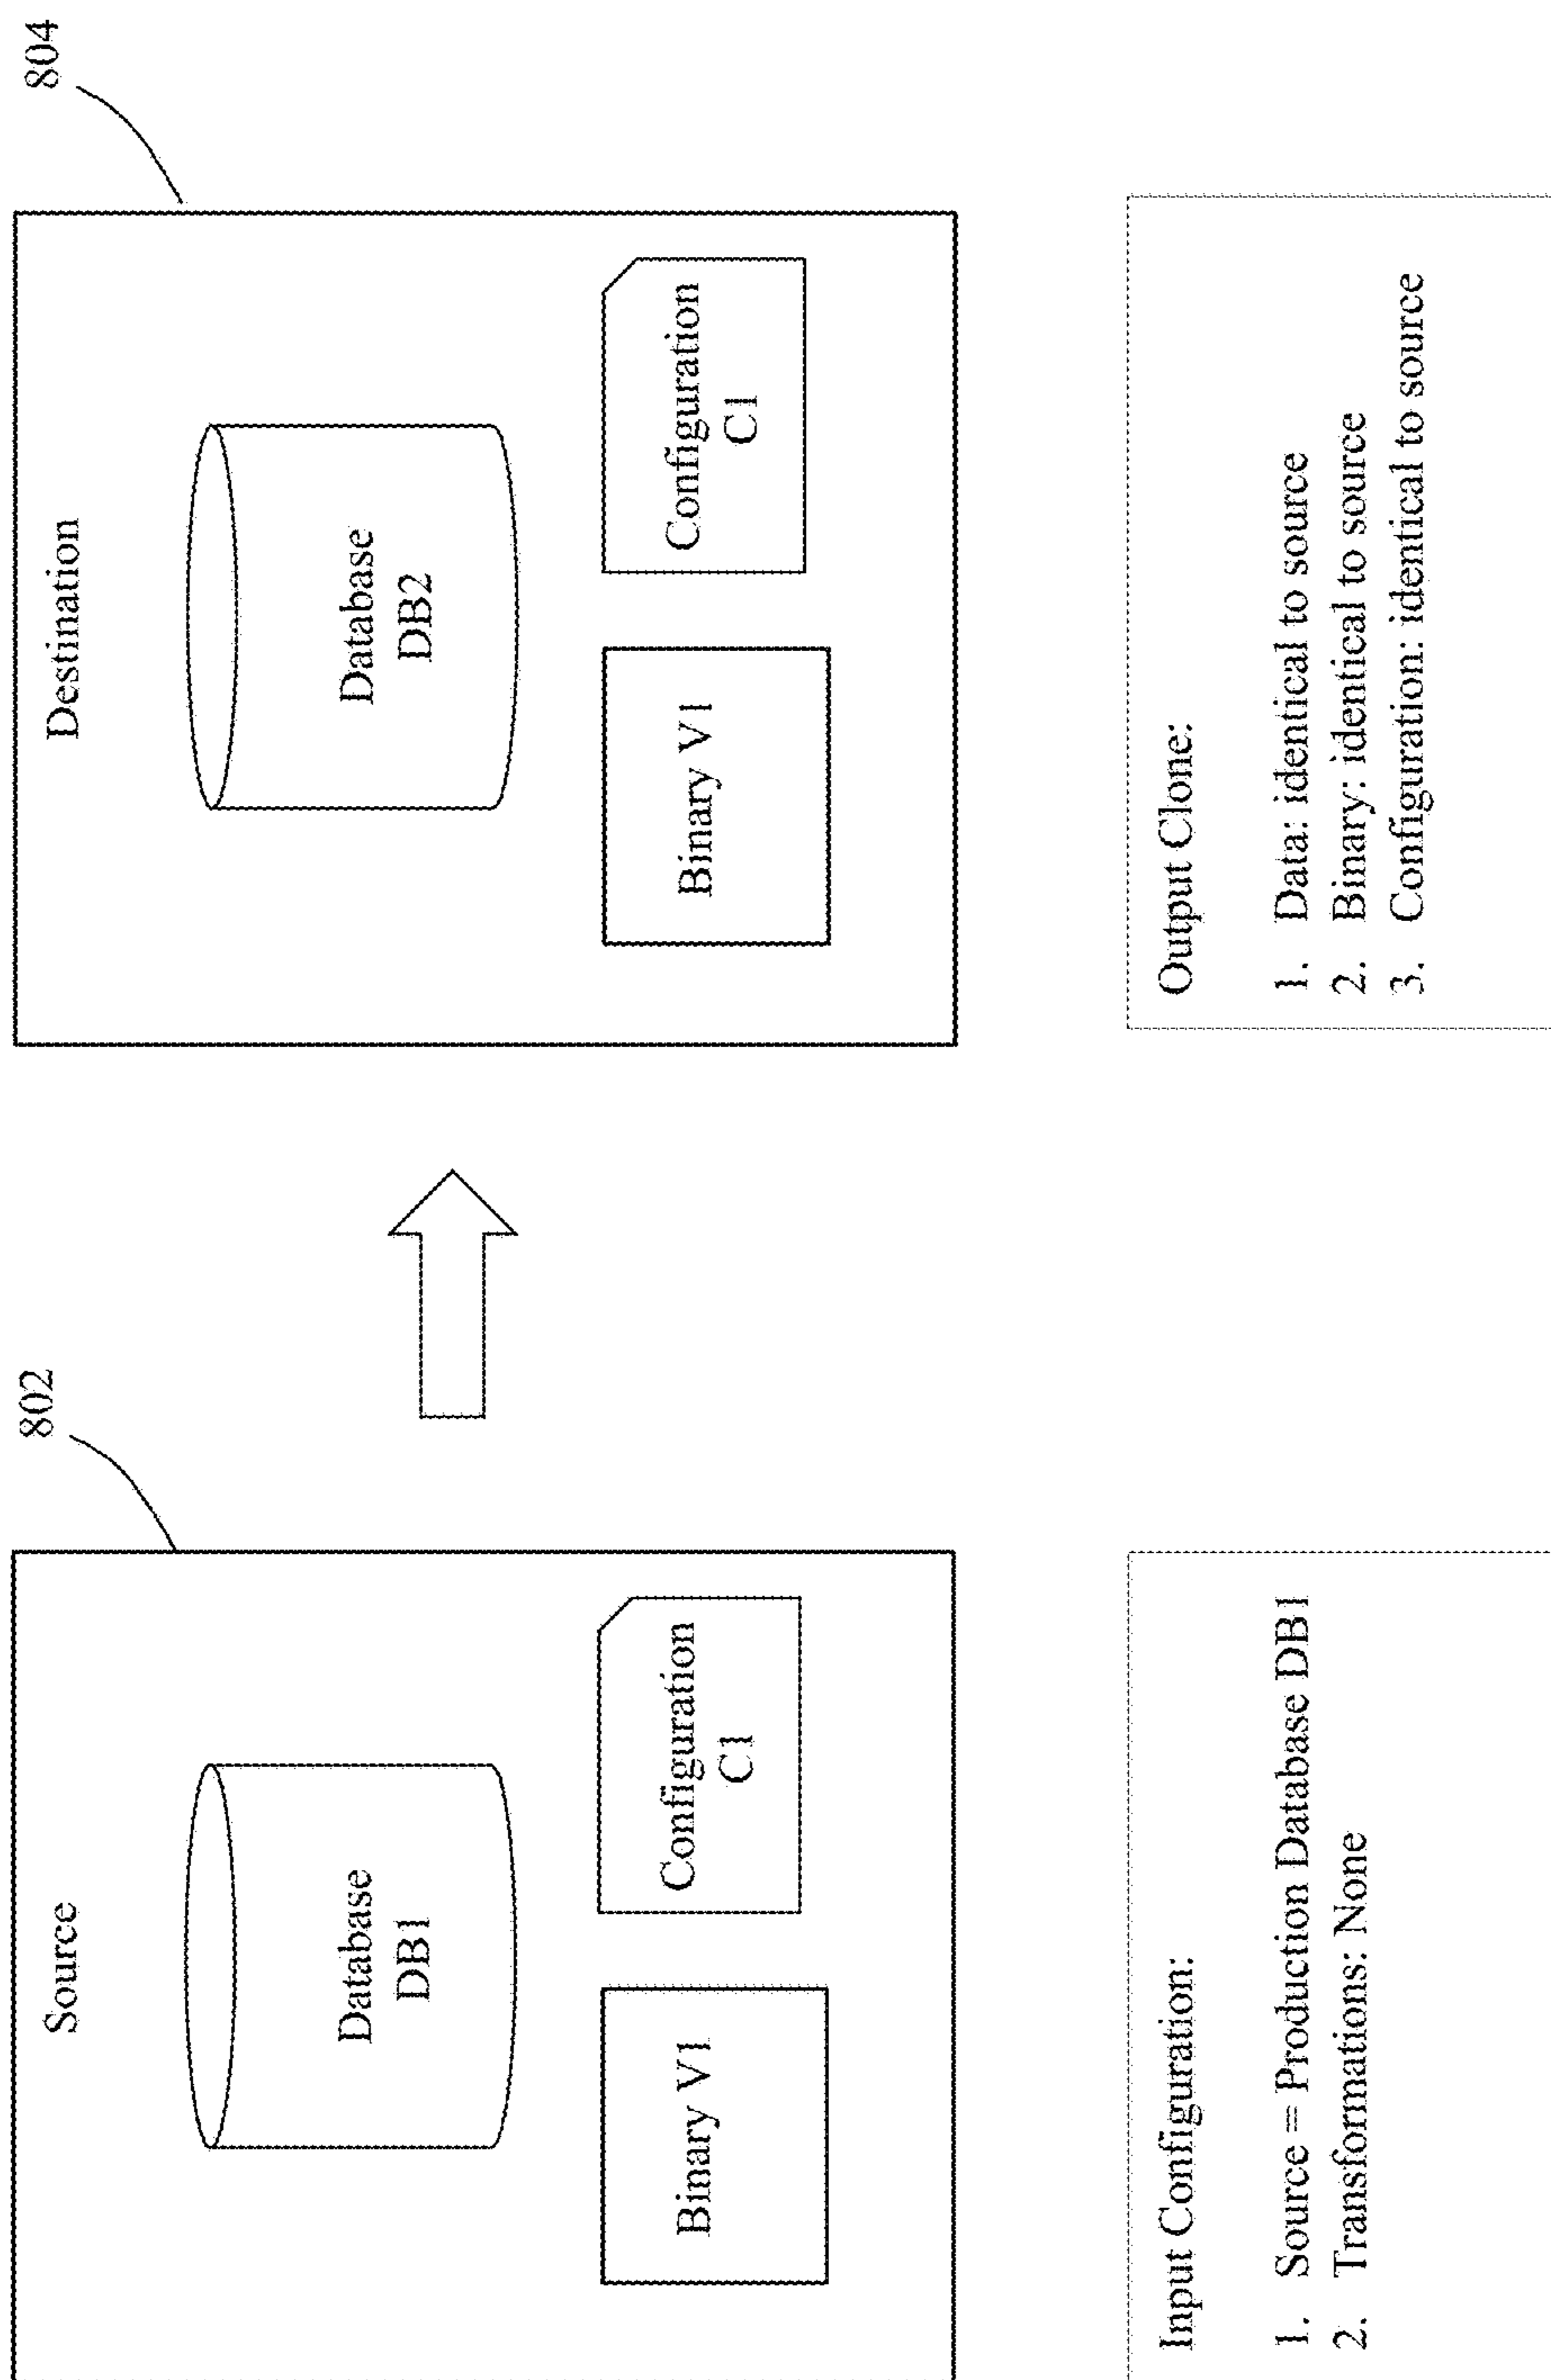 802
Source
Database
DB1
Binary V1
Configuration
C1
Input Configuration:
1. Source = Production Database DB1
2. Transformations: None
804
Destination
Database
DB2
Binary V1
Configuration
C1
Output Clone:
1. Data: identical to source
2. Binary: identical to source
3. Configuration: identical to source